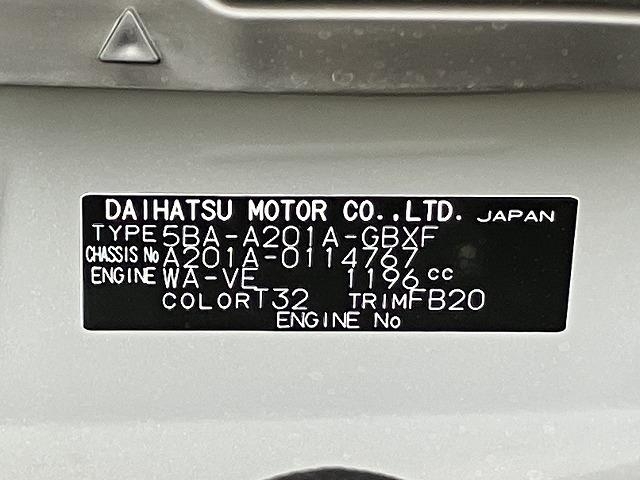 DAIHATSU MOTOR CO.,LTD. JAPAN
TYPE 5BA-A201A-GBXF
CHASSIS No A201A-0114767
ENGINE WA-VE 1196 cc
COLOR T32 TRIM FB20
ENGINE No